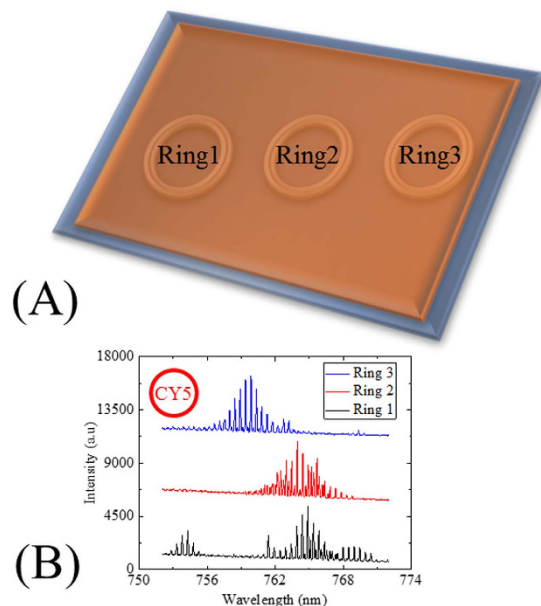 Ring1 Ring2 Ring3
(A)
18000
CY5
Ring 3
Ring 2
Ring 1
13500
9000
4500
0
Intensity (a.u)
750 756 762 768 774
Wavelength (nm)
(B)